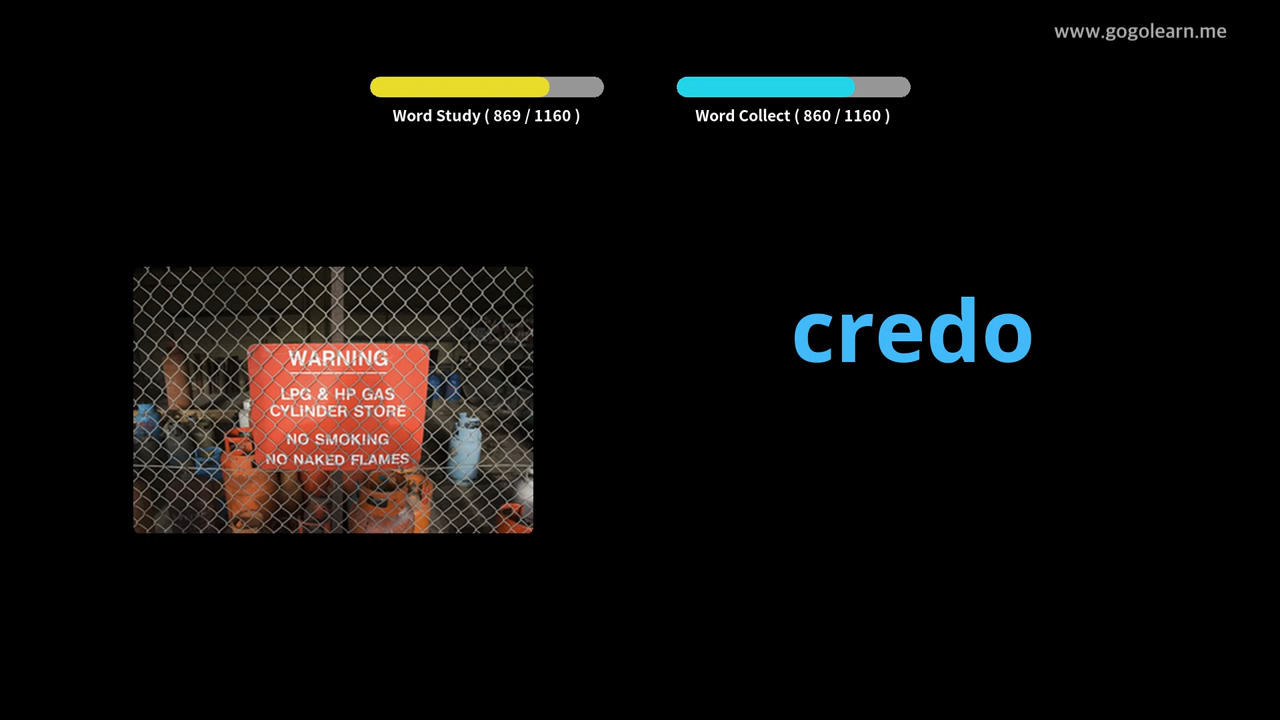 www.gogolearn.me
Word Study ( 869 / 1160 )
Word Collect ( 860 / 1160 )
credo
WARNING
LPG & HP GAS
CYLINDER STORE
NO SMOKING
NO NAKED FLAMES